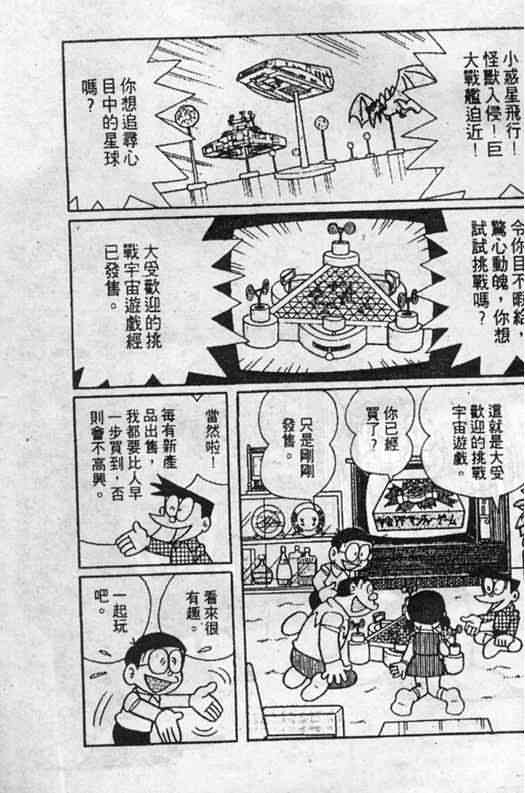 小惑星飛行！
怪獸入侵！巨
大戰艦迫近！
你想追尋心
目中的星球
嗎？
令你目不暇給，
驚心動魄，你想
試試挑戰嗎？
大受歡迎的挑
戰宇宙遊戲經
已發售。
這就是大受
歡迎的挑戰
宇宙遊戲。
你已經
買了？
只是剛剛
發售。
當然啦！
每有新產
品出售，
我都要比人早
一步買到，否
則會不高興。
看來很
有趣。
一起玩
吧。